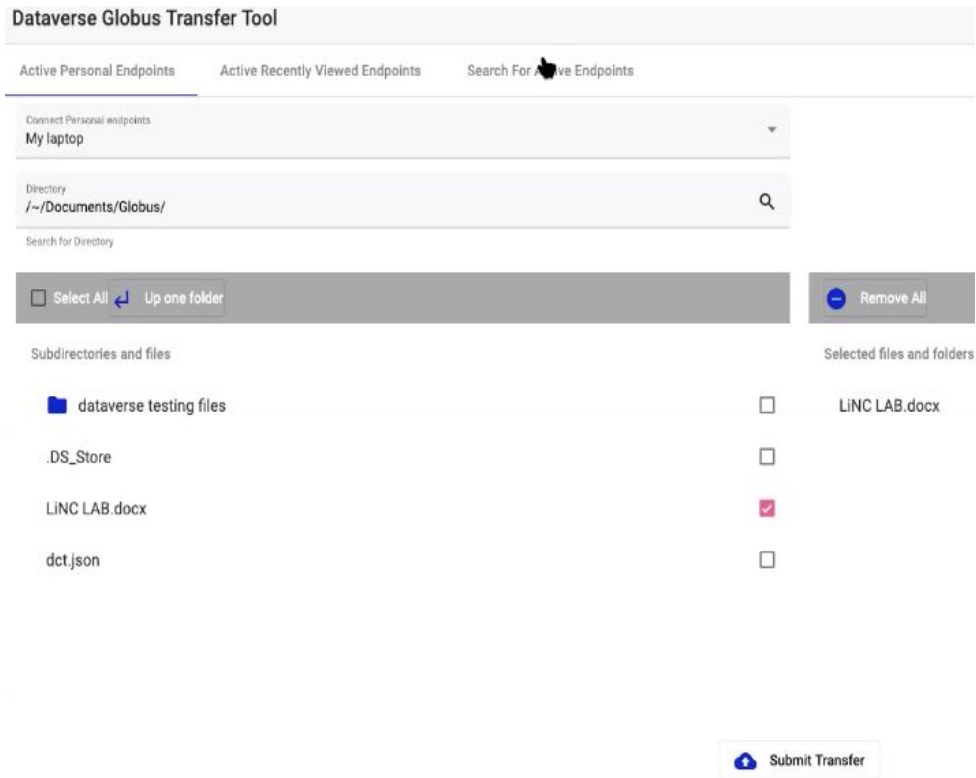 Dataverse Globus Transfer Tool
Active Personal Endpoints Active Recently Viewed Endpoints Search For Active Endpoints
Connect Personal endpoints
My laptop
Directory
/~/Documents/Globus/
Search for Directory
Select All Up one folder Remove All
Subdirectories and files Selected files and folders
dataverse testing files LiNC LAB.docx
.DS_Store
LiNC LAB.docx
dct.json
Submit Transfer